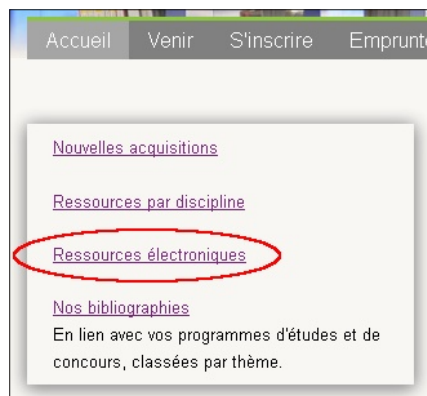 Accueil Venir S'inscrire
Nouvelles acquisitions
Ressources par discipline
Ressources électroniques
Nos bibliographies
En lien avec vos programmes d'études et de
concours, classées par thème.